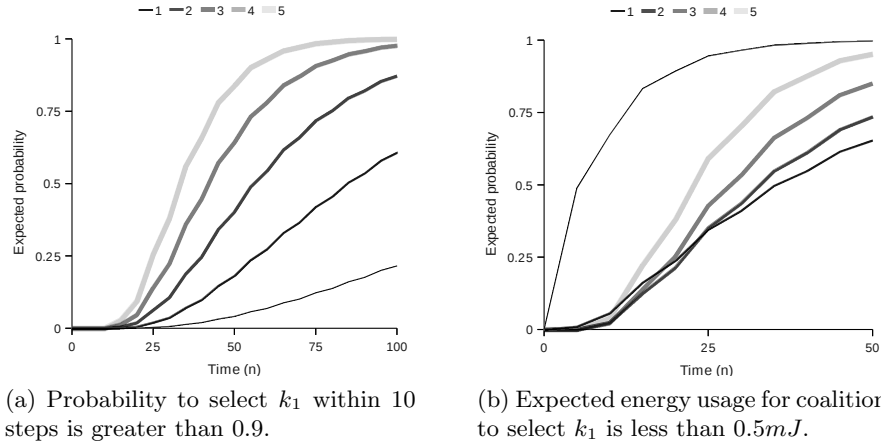 1 2 3 4 5
1 2 3 4 5
Expected probability
1
0.75
0.5
0.25
0
0 25 50 75 100
Time (n)
Expected probability
1
0.75
0.5
0.25
0
0 25 50
Time (n)
(a) Probability to select k₁ within 10
steps is greater than 0.9.
(b) Expected energy usage for coalition
to select k₁ is less than 0.5mJ.